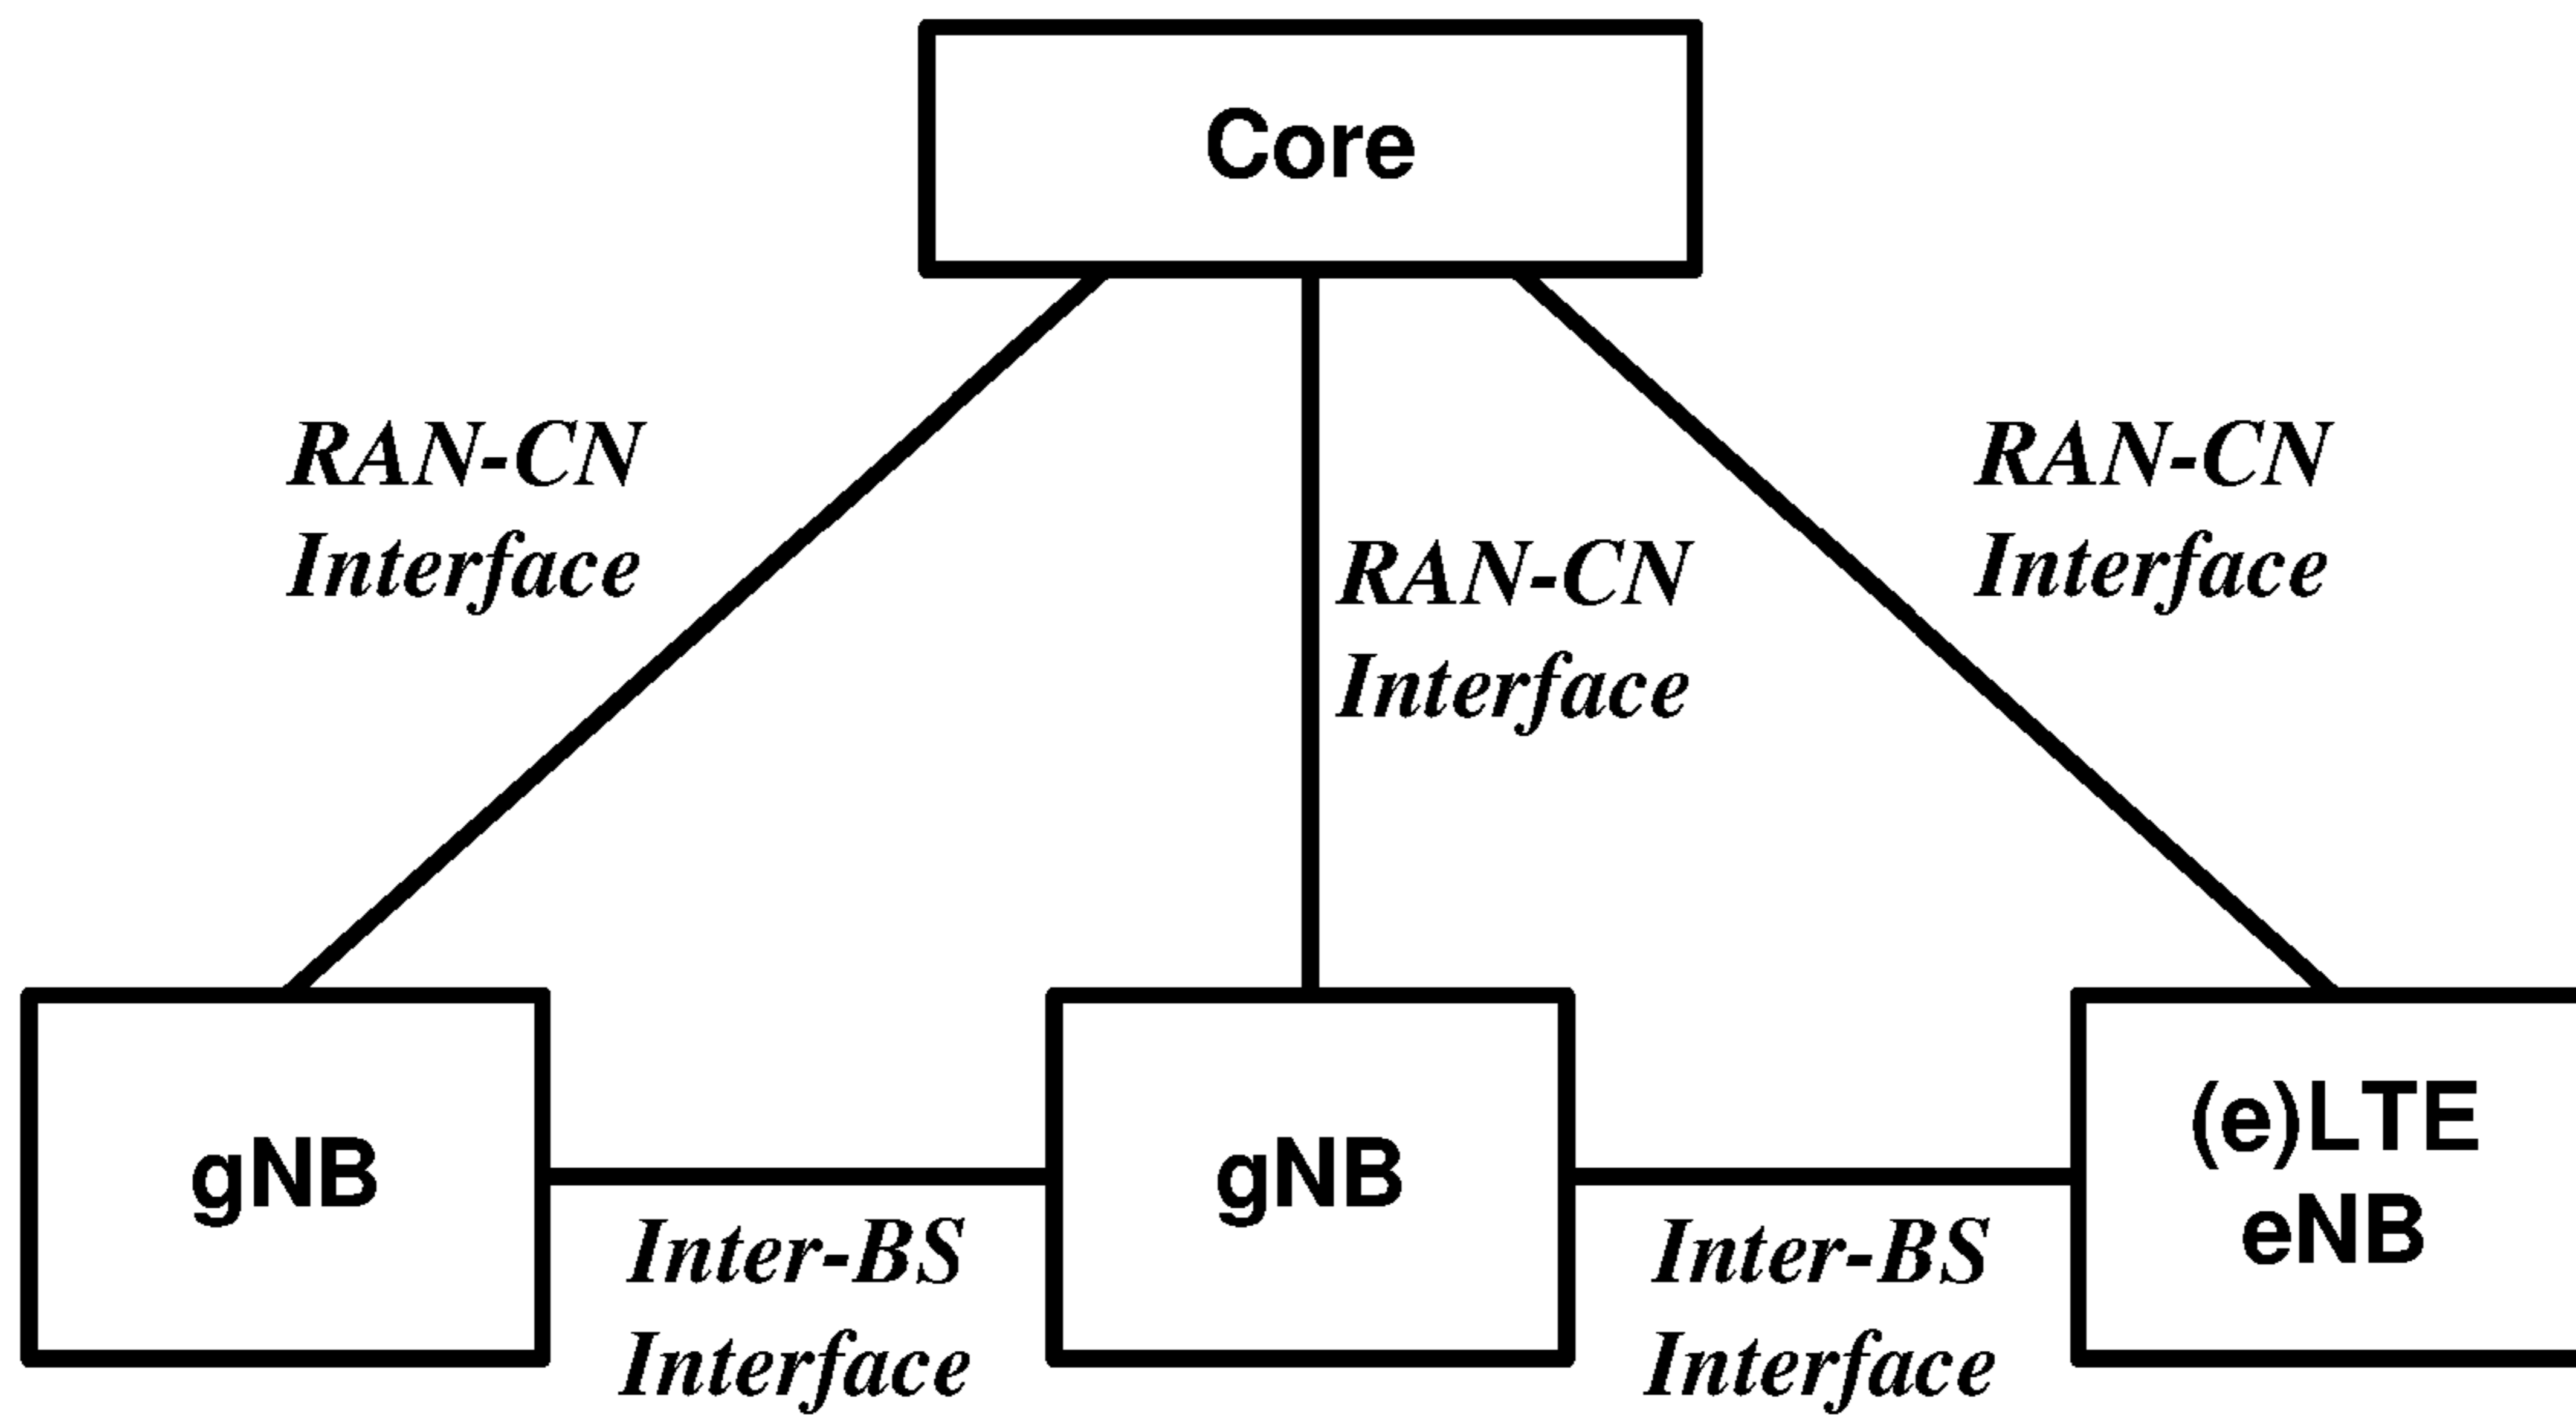 Core
RAN-CN
Interface
RAN-CN
Interface
RAN-CN
Interface
gNB
gNB
(e)LTE
eNB
Inter-BS
Interface
Inter-BS
Interface